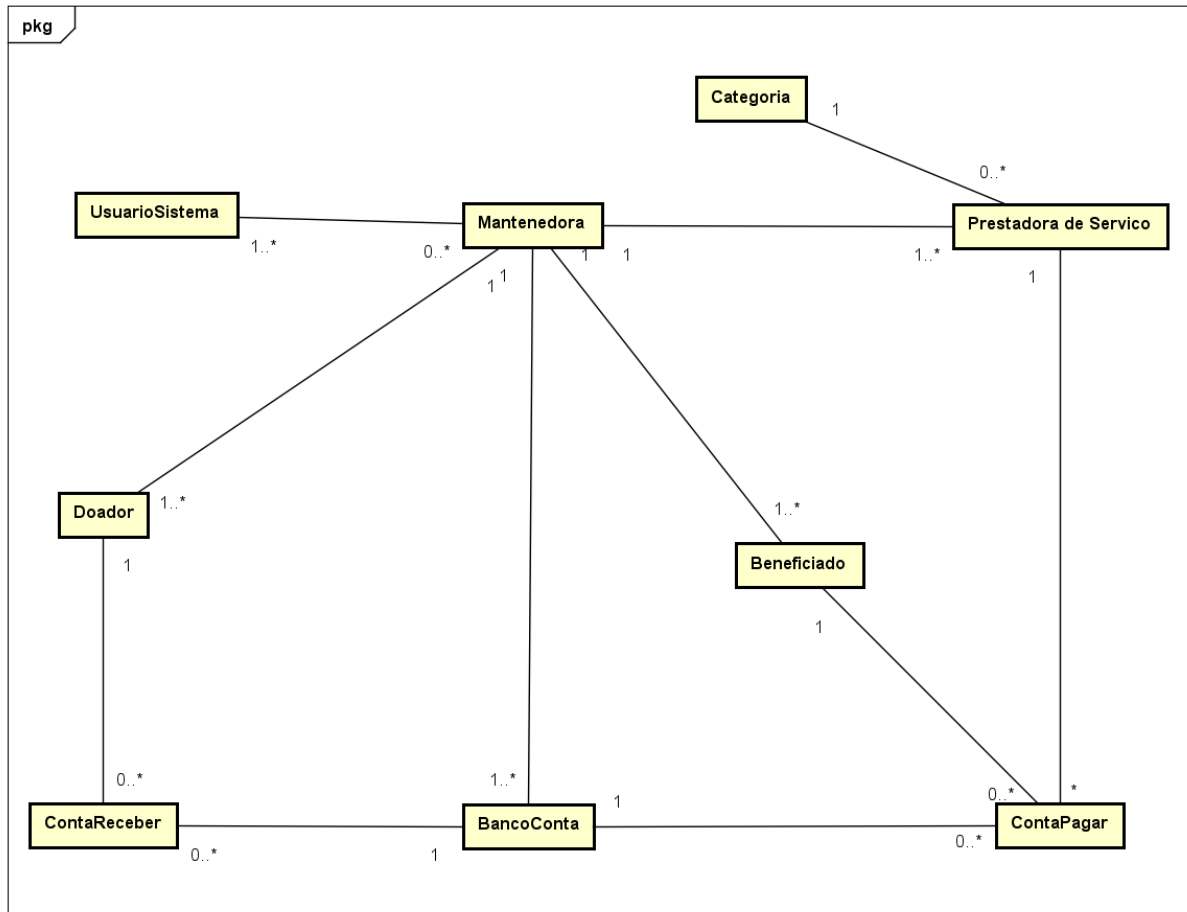 pkg
Categoria
1
0..*
UsuarioSistema
1..*
0..*
Mantenedora
1
1
1
1
1..*
Prestadora de Servico
1
Doador
1..*
1
1..*
Beneficiado
1
0..*
ContaReceber
0..*
1..*
BancoConta
1
1
0..*
*
0..*
ContaPagar